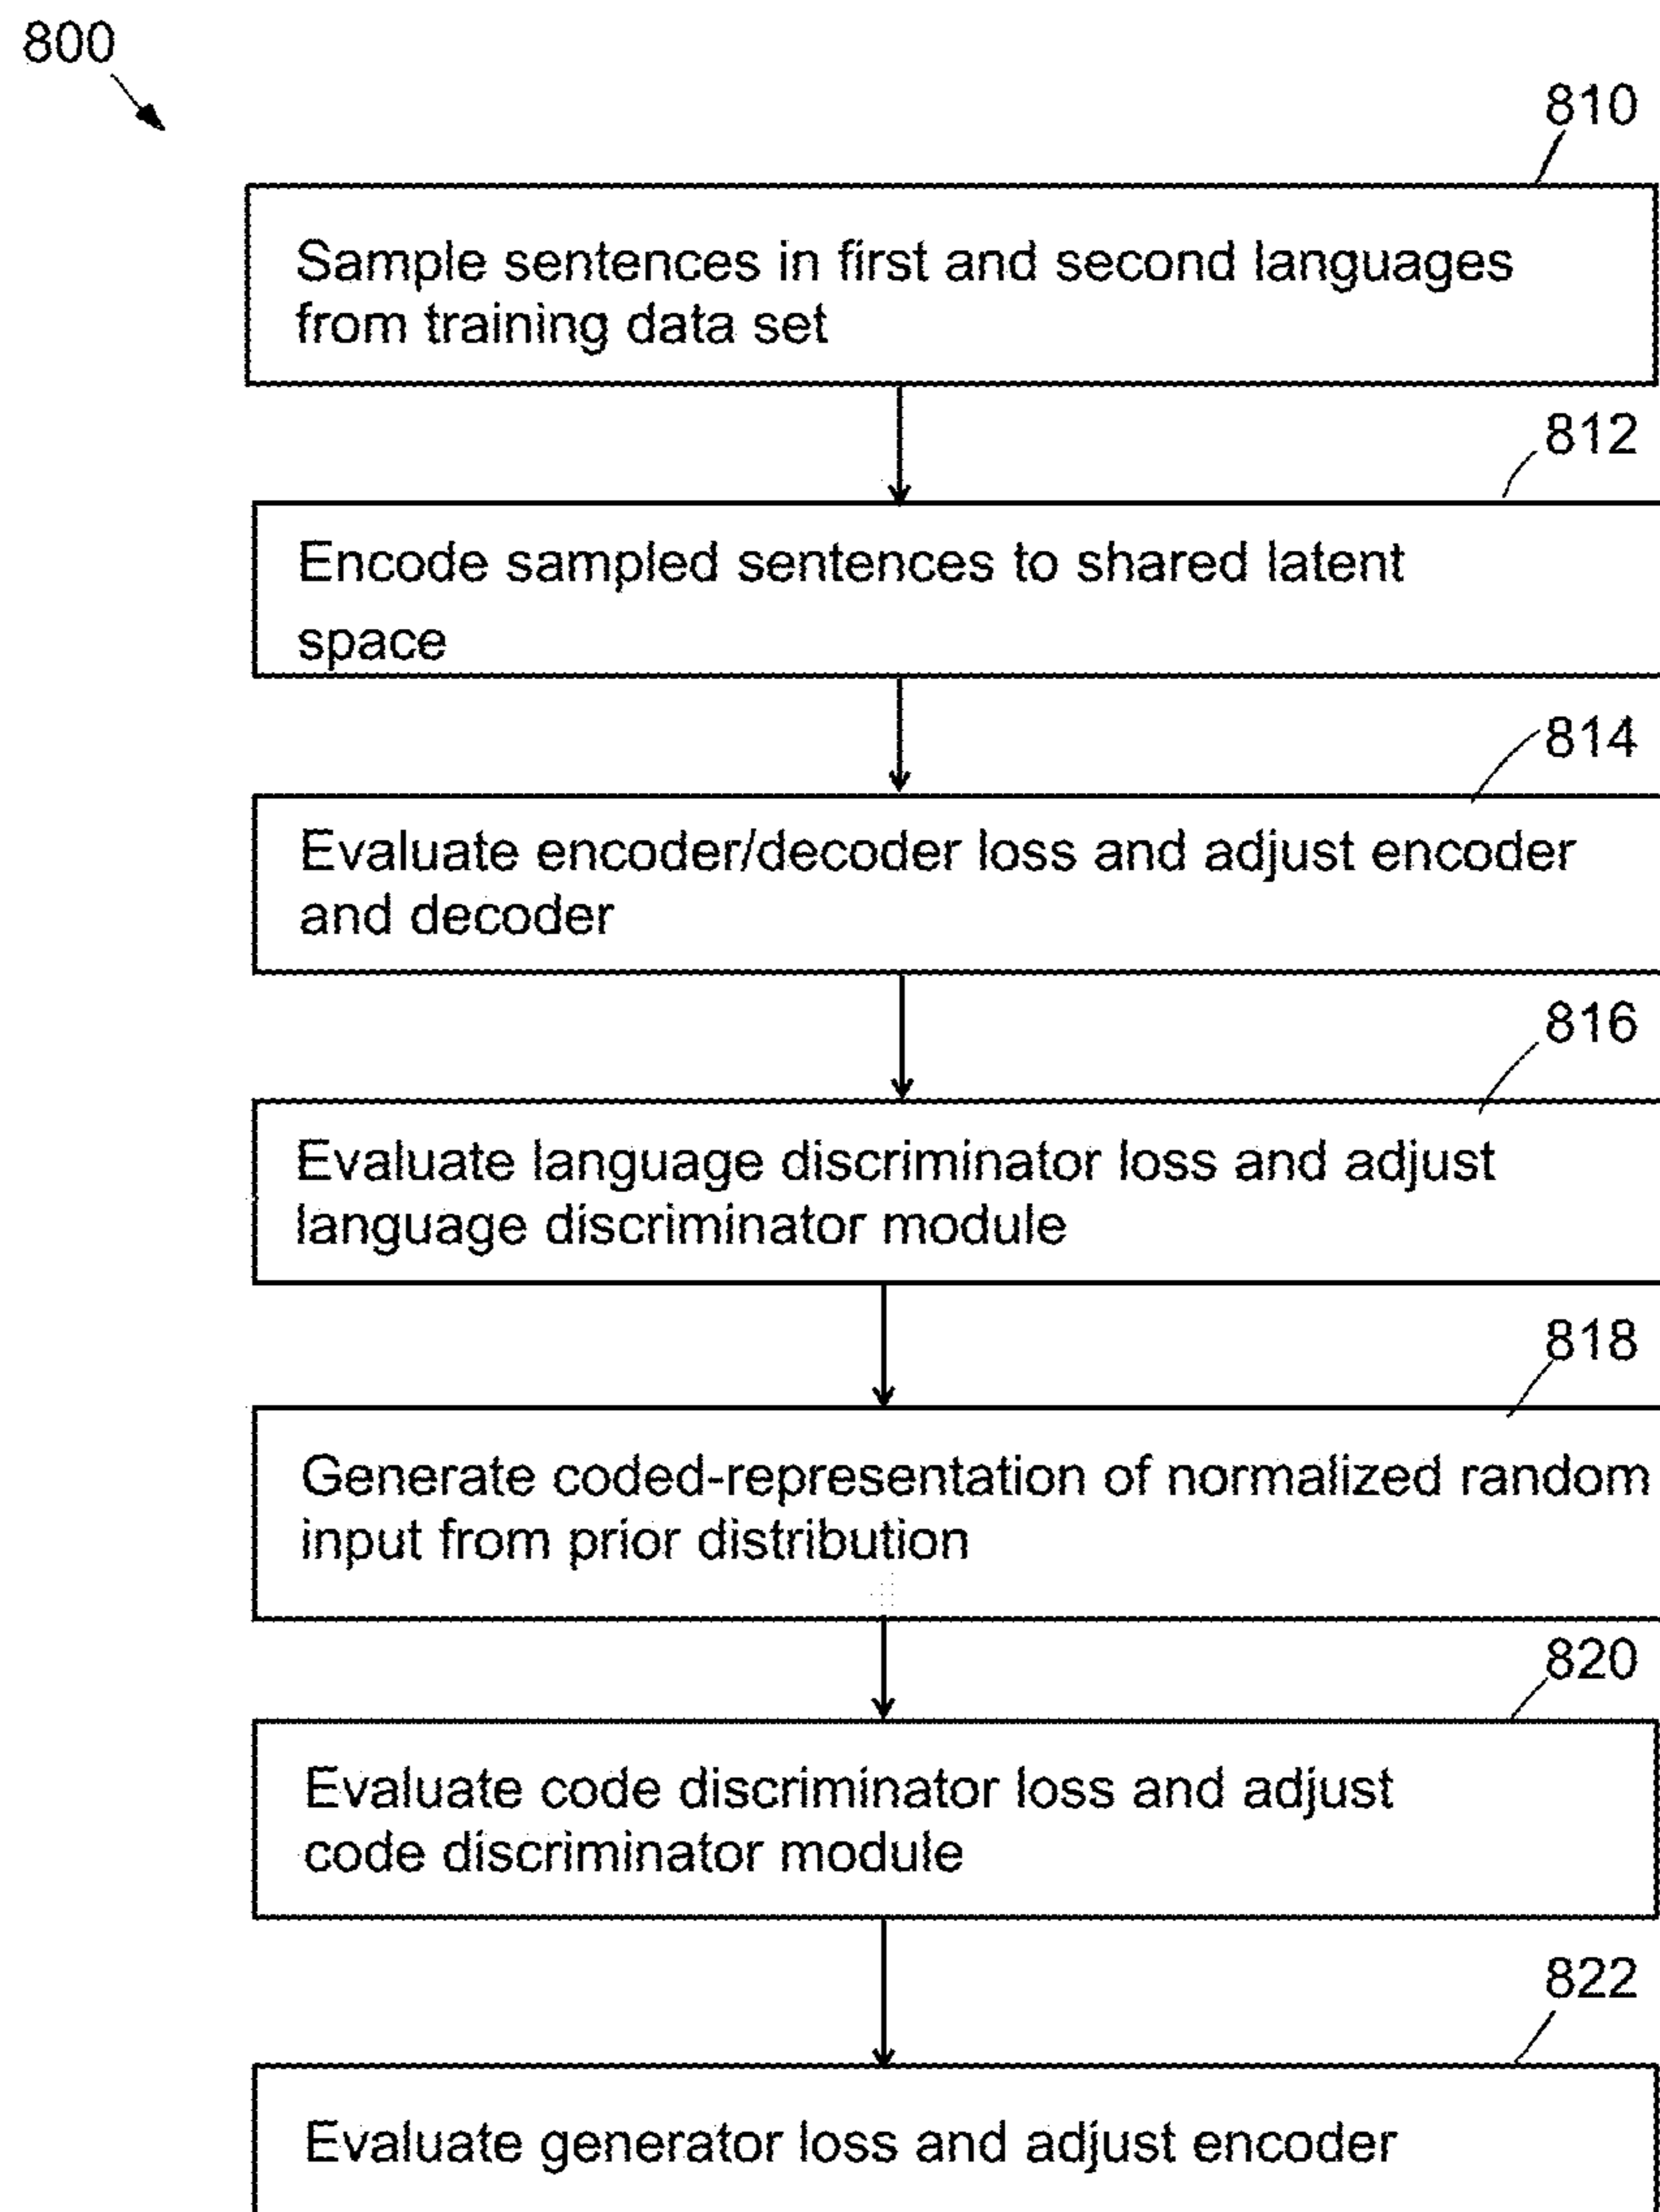 800
810
Sample sentences in first and second languages
from training data set
812
Encode sampled sentences to shared latent
space
814
Evaluate encoder/decoder loss and adjust encoder
and decoder
816
Evaluate language discriminator loss and adjust
language discriminator module
818
Generate coded-representation of normalized random
input from prior distribution
820
Evaluate code discriminator loss and adjust
code discriminator module
822
Evaluate generator loss and adjust encoder